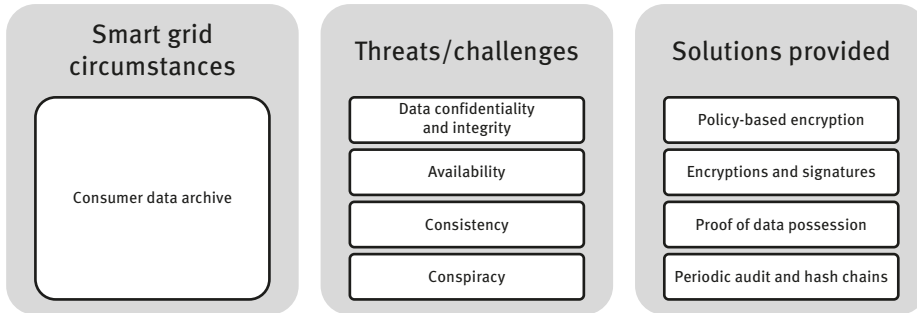 Smart grid
circumstances
Consumer data archive
Threats/challenges
Data confidentiality
and integrity
Availability
Consistency
Conspiracy
Solutions provided
Policy-based encryption
Encryptions and signatures
Proof of data possession
Periodic audit and hash chains